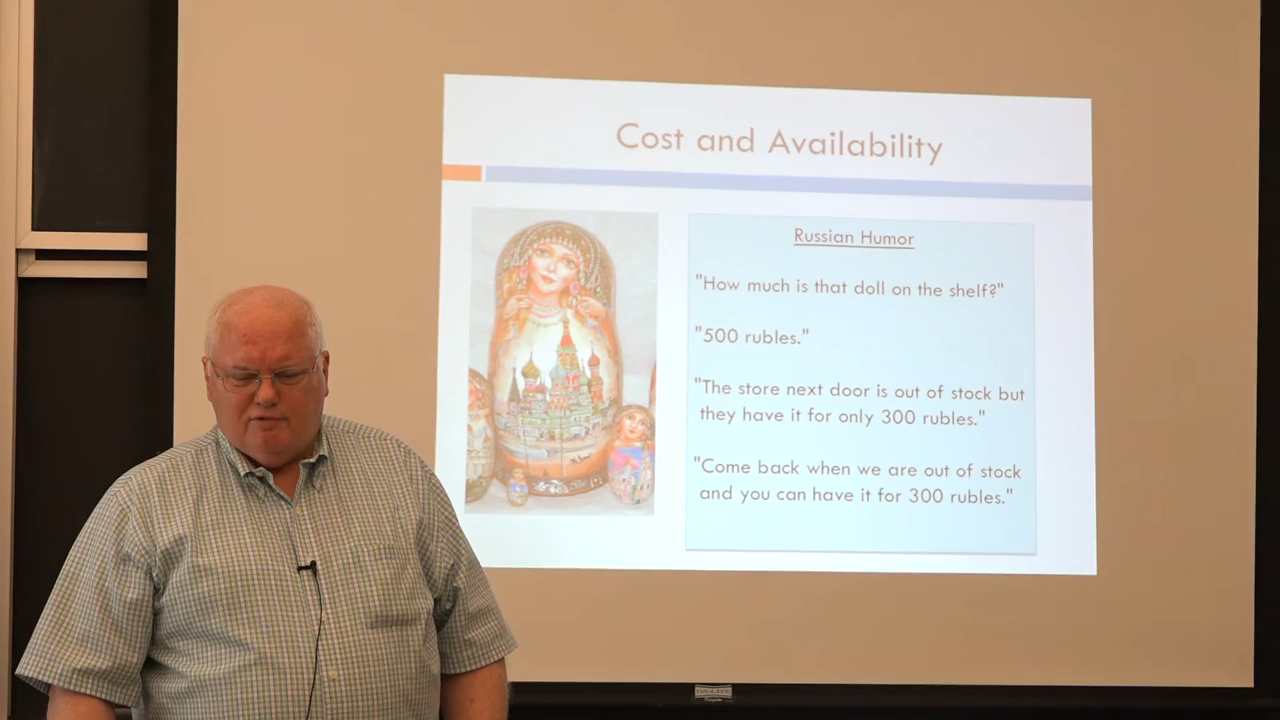 Cost and Availability
Russian Humor
"How much is that doll on the shelf?"
"500 rubles."
"The store next door is out of stock but
they have it for only 300 rubles."
"Come back when we are out of stock
and you can have it for 300 rubles."
DA-LITE